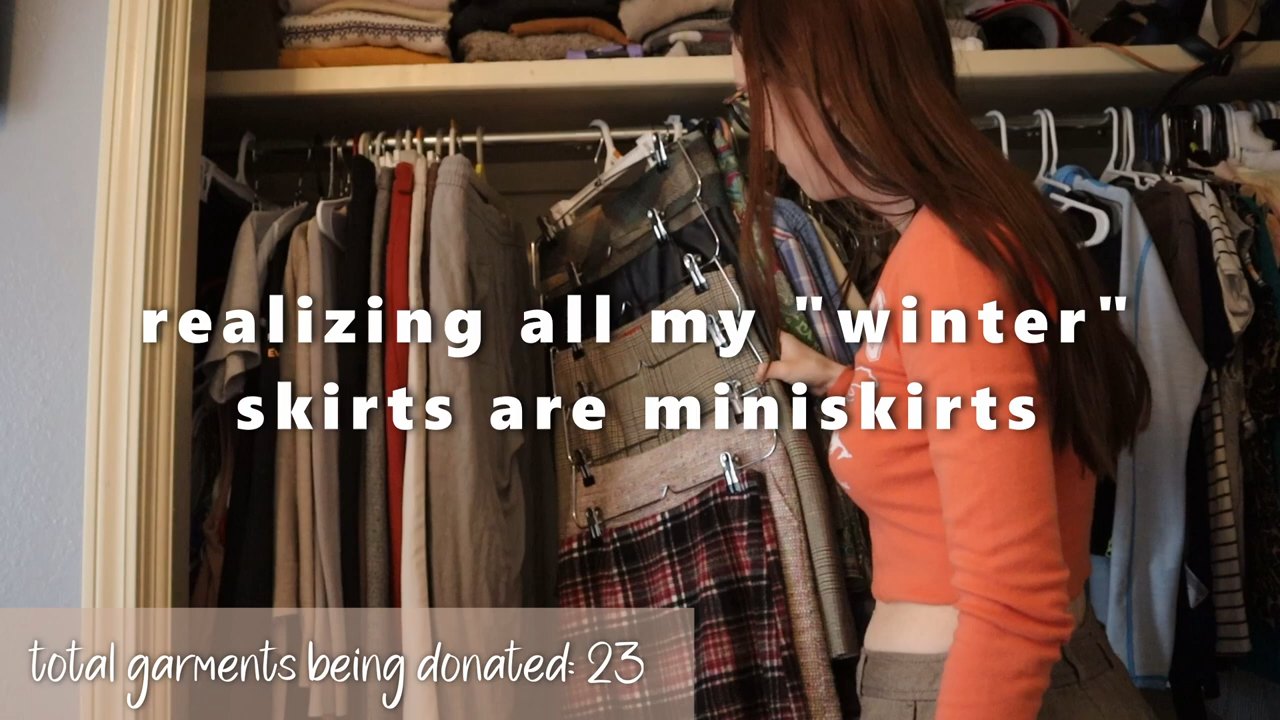 realizing all my "winter"
skirts are miniskirts
total garments being donated: 23